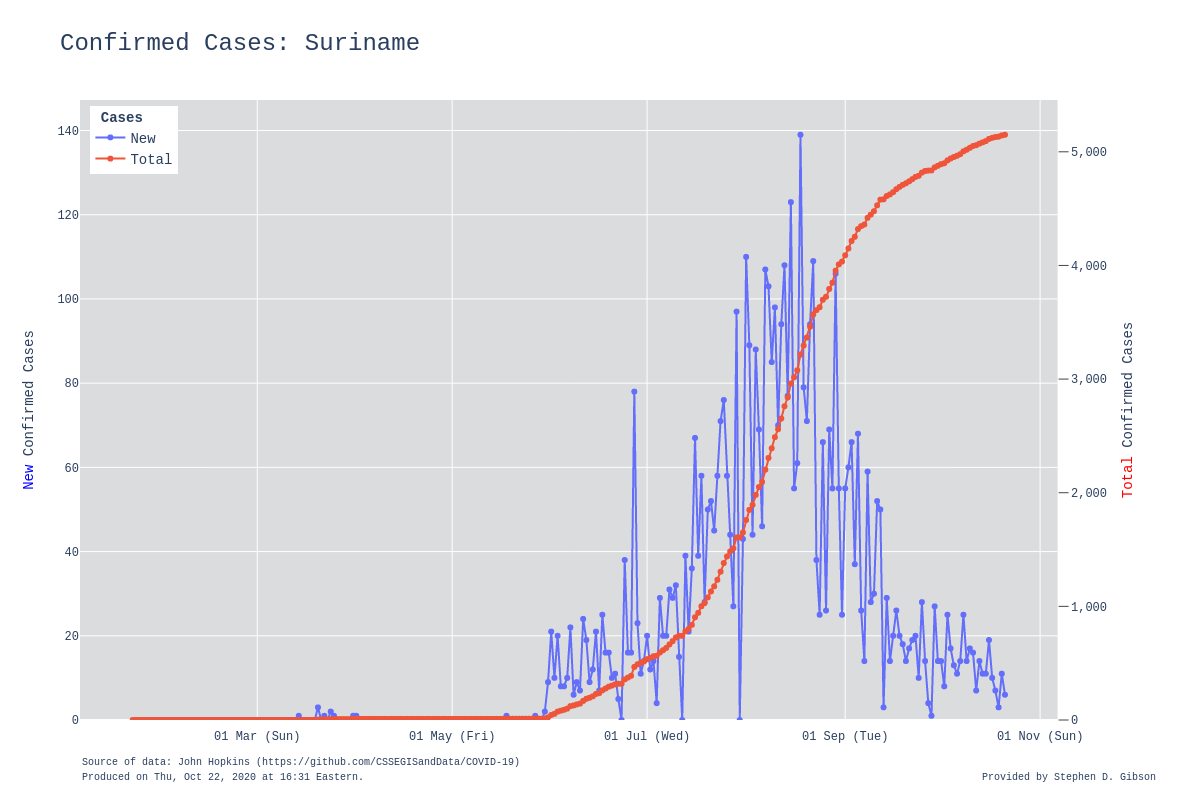 Confirmed Cases: Suriname
Cases
New
Total
140
120
100
80
60
40
20
0
5,000
4,000
3,000
2,000
1,000
0
New Confirmed Cases
Total Confirmed Cases
01 Mar (Sun)
01 May (Fri)
01 Jul (Wed)
01 Sep (Tue)
01 Nov (Sun)
Source of data: John Hopkins (https://github.com/CSSEGISandData/COVID-19)
Produced on Thu, Oct 22, 2020 at 16:31 Eastern.
Provided by Stephen D. Gibson